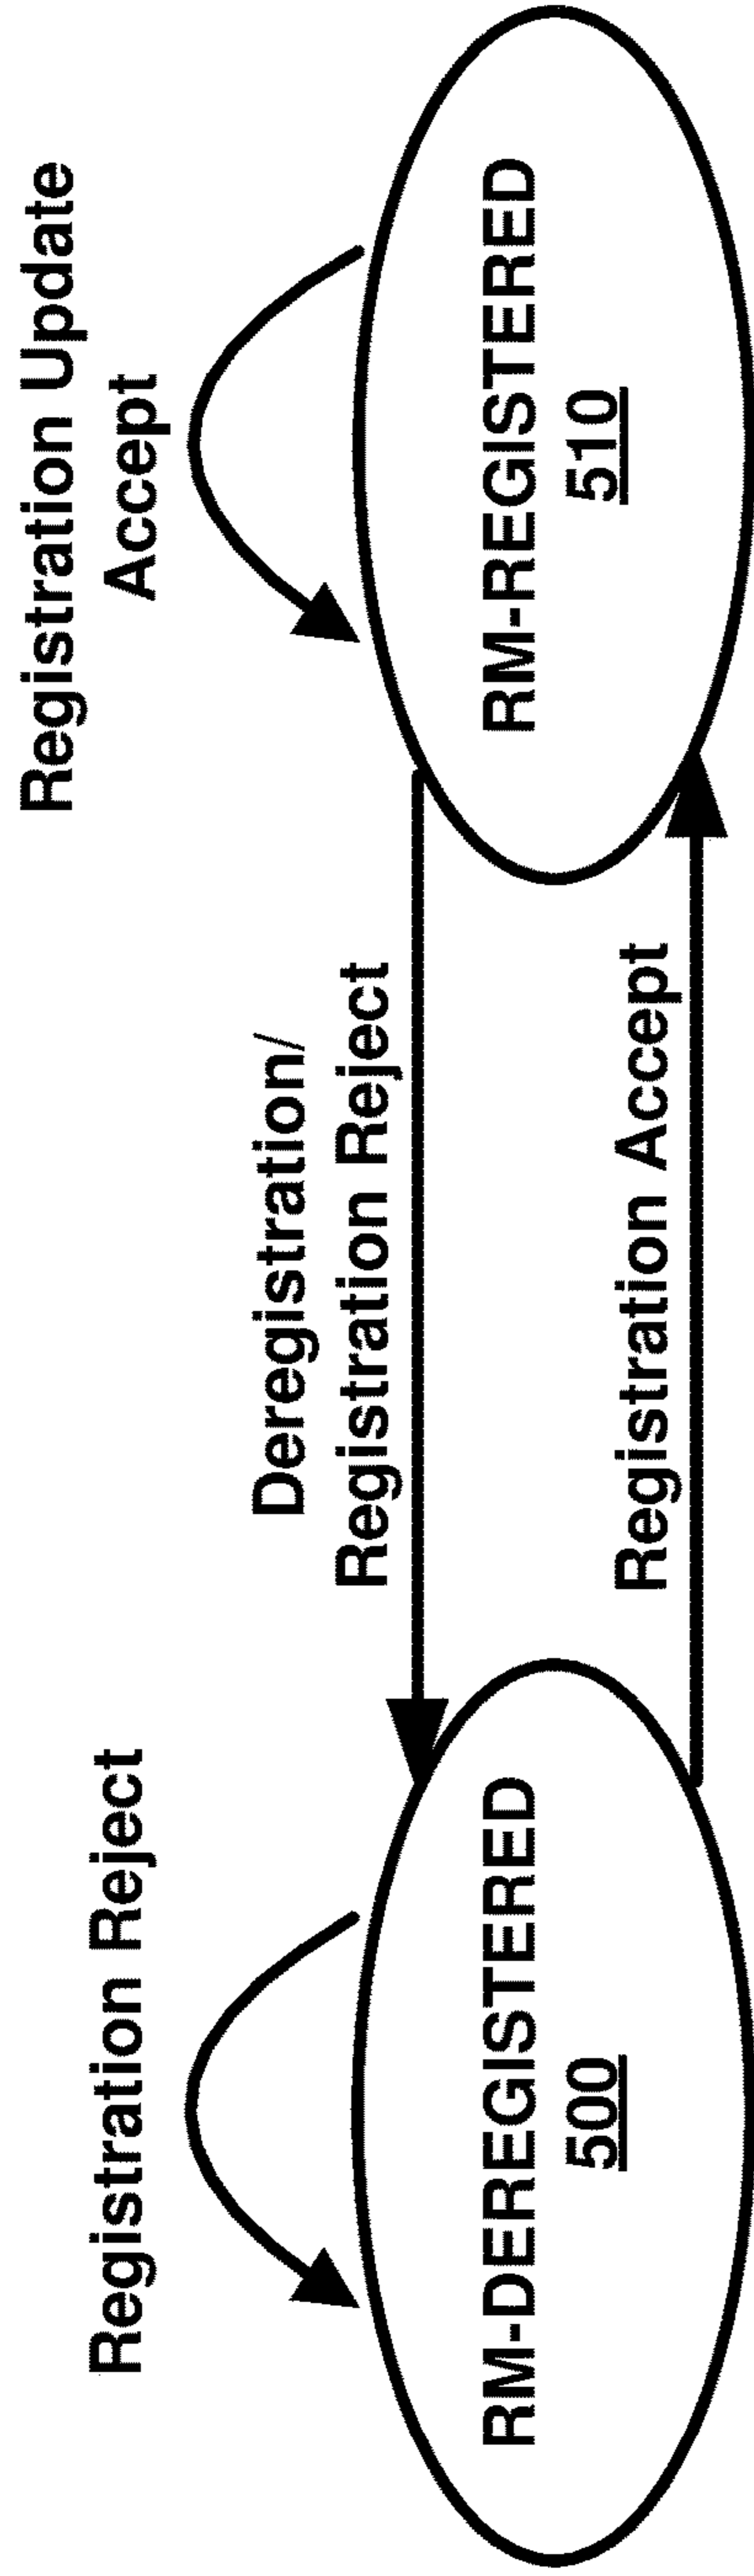 Registration Reject
RM-DEREGISTERED
500
Deregistration/
Registration Reject
Registration Accept
Registration Update
Accept
RM-REGISTERED
510